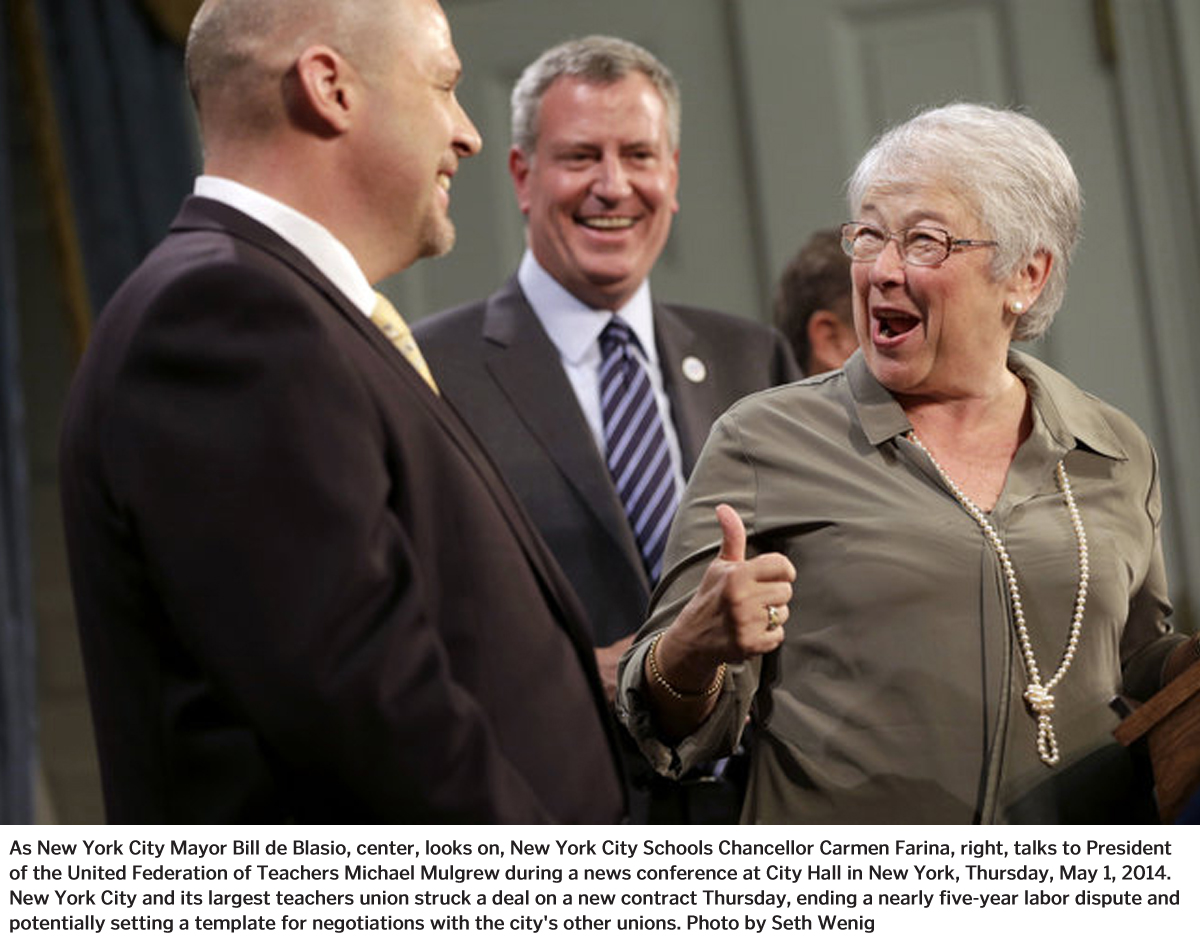 As New York City Mayor Bill de Blasio, center, looks on, New York City Schools Chancellor Carmen Farina, right, talks to President
of the United Federation of Teachers Michael Mulgrew during a news conference at City Hall in New York, Thursday, May 1, 2014.
New York City and its largest teachers union struck a deal on a new contract Thursday, ending a nearly five-year labor dispute and
potentially setting a template for negotiations with the city's other unions. Photo by Seth Wenig